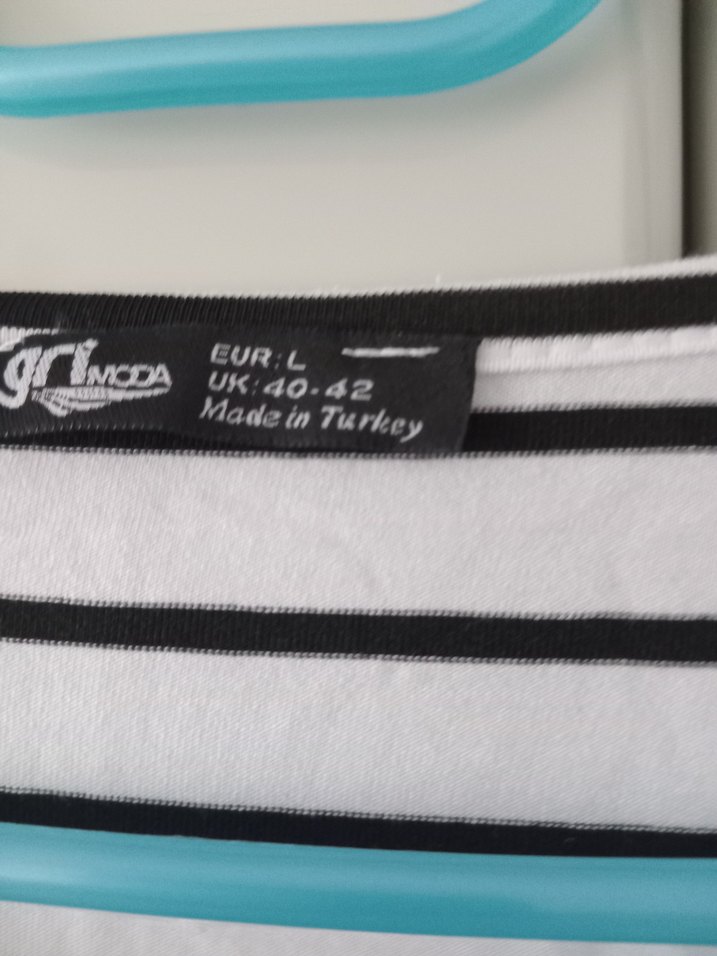 gri MODA
EUR:L
UK:40-42
Made in Turkey